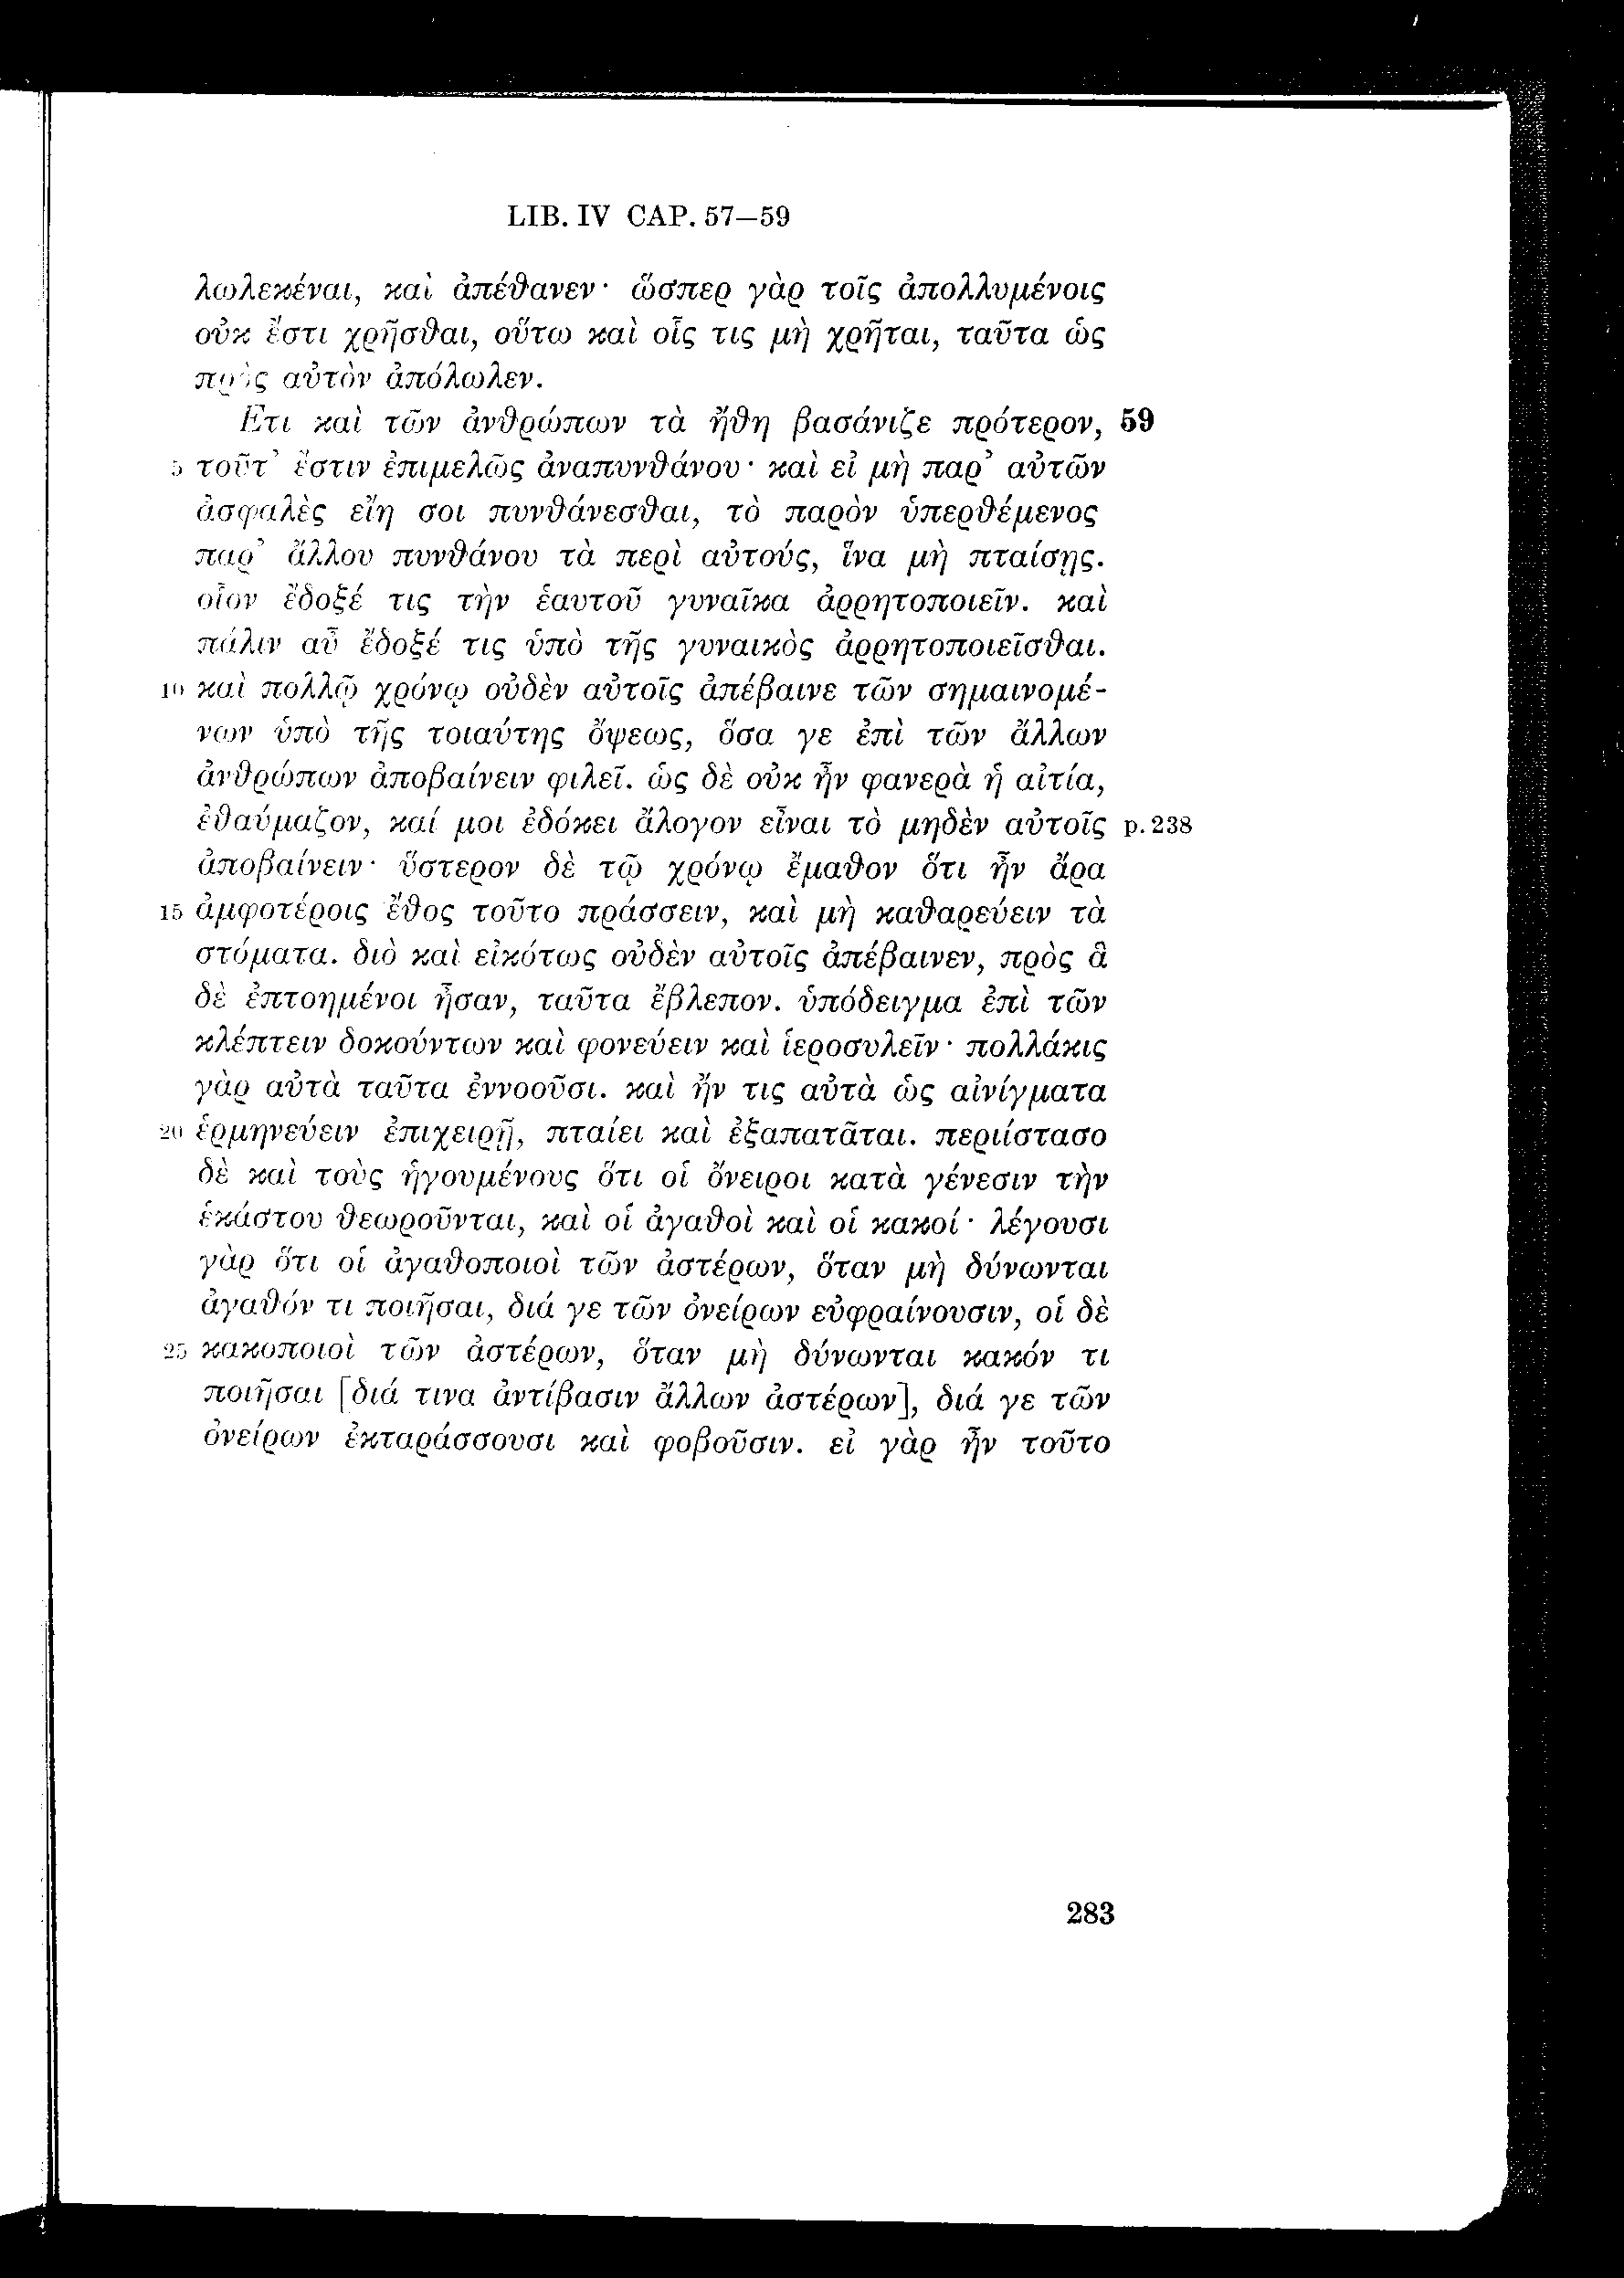 LIB. IV CAP. 57–59
λωλεκέναι, καὶ ἀπέθανεν· ὥσπερ γὰρ τοῖς ἀπολλυμένοις
οὐκ ἔστι χρῆσθαι, οὕτω καὶ οἷς τις μὴ χρῆται, ταῦτα ὡς
πρὸς αὐτὸν ἀπόλωλεν.
Ἔτι καὶ τῶν ἀνθρώπων τὰ ἤθη βασάνιζε πρότερον, 59
5 τοῦτ’ ἔστιν ἐπιμελῶς ἀναπυνθάνου· καὶ εἰ μὴ παρ’ αὐτῶν
ἀσφαλὲς εἴη σοι πυνθάνεσθαι, τὸ παρὸν ὑπερθέμενος
παρ’ ἄλλου πυνθάνου τὰ περὶ αὐτούς, ἵνα μὴ πταίσῃς.
οἷον ἔδοξέ τις τὴν ἑαυτοῦ γυναῖκα ἀρρητοποιεῖν. καὶ
πάλιν αὖ ἔδοξέ τις ὑπὸ τῆς γυναικὸς ἀρρητοποιεῖσθαι.
10 καὶ πολλῷ χρόνῳ οὐδὲν αὐτοῖς ἀπέβαινε τῶν σημαινομέ-
νων ὑπὸ τῆς τοιαύτης ὄψεως, ὅσα γε ἐπὶ τῶν ἄλλων
ἀνθρώπων ἀποβαίνειν φιλεῖ. ὡς δὲ οὐκ ἦν φανερὰ ἡ αἰτία,
ἐθαύμαζον, καί μοι ἐδόκει ἄλογον εἶναι τὸ μηδὲν αὐτοῖς p. 238
ἀποβαίνειν· ὕστερον δὲ τῷ χρόνῳ ἔμαθον ὅτι ἦν ἄρα
15 ἀμφοτέροις ἔθος τοῦτο πράσσειν, καὶ μὴ καθαρεύειν τὰ
στόματα. διὸ καὶ εἰκότως οὐδὲν αὐτοῖς ἀπέβαινεν, πρὸς ἃ
δὲ ἐπτοημένοι ἦσαν, ταῦτα ἔβλεπον. ὑπόδειγμα ἐπὶ τῶν
κλέπτειν δοκούντων καὶ φονεύειν καὶ ἱεροσυλεῖν· πολλάκις
γὰρ αὐτὰ ταῦτα ἐννοοῦσι. καὶ ἤν τις αὐτὰ ὡς αἰνίγματα
20 ἑρμηνεύειν ἐπιχειρῇ, πταίει καὶ ἐξαπατᾶται. περιίστασο
δὲ καὶ τοὺς ἡγουμένους ὅτι οἱ ὄνειροι κατὰ γένεσιν τὴν
ἑκάστου θεωροῦνται, καὶ οἱ ἀγαθοὶ καὶ οἱ κακοί· λέγουσι
γὰρ ὅτι οἱ ἀγαθοποιοὶ τῶν ἀστέρων, ὅταν μὴ δύνωνται
ἀγαθόν τι ποιῆσαι, διά γε τῶν ὀνείρων εὐφραίνουσιν, οἱ δὲ
25 κακοποιοὶ τῶν ἀστέρων, ὅταν μὴ δύνωνται κακόν τι
ποιῆσαι [διά τινα ἀντίβασιν ἄλλων ἀστέρων], διά γε τῶν
ὀνείρων ἐκταράσσουσι καὶ φοβοῦσιν. εἰ γὰρ ἦν τοῦτο
283